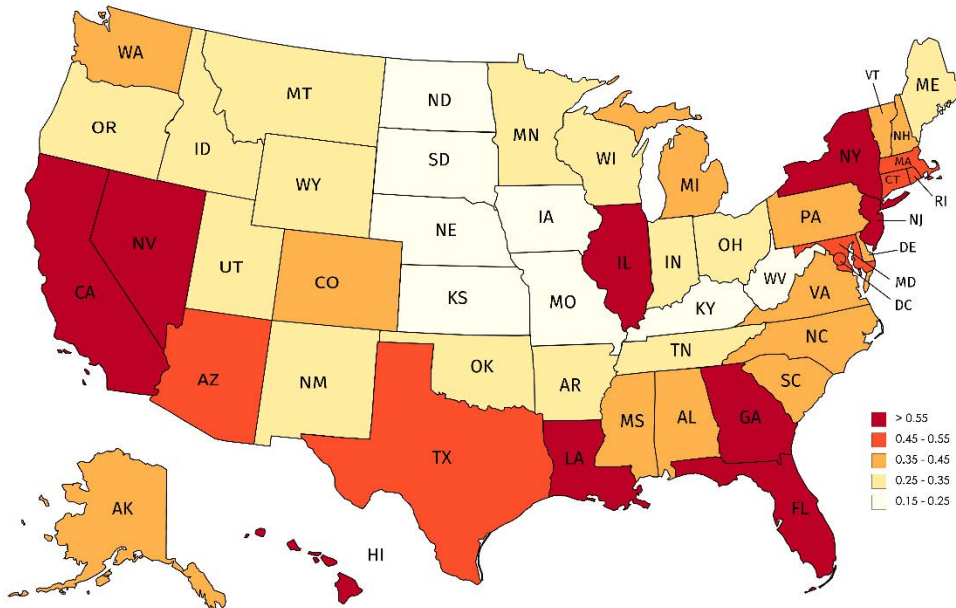 WA
MT
ND
MN
VT
ME
OR
ID
SD
WI
NH
NY
MA
WY
MI
CT
RI
NE
IA
PA
NJ
NV
UT
CO
IL
IN
OH
DE
CA
KS
MO
WV
MD
VA
DC
KY
AZ
NM
OK
AR
TN
NC
SC
MS
AL
GA
TX
LA
FL
AK
HI
> 0.55
0.45 - 0.55
0.35 - 0.45
0.25 - 0.35
0.15 - 0.25